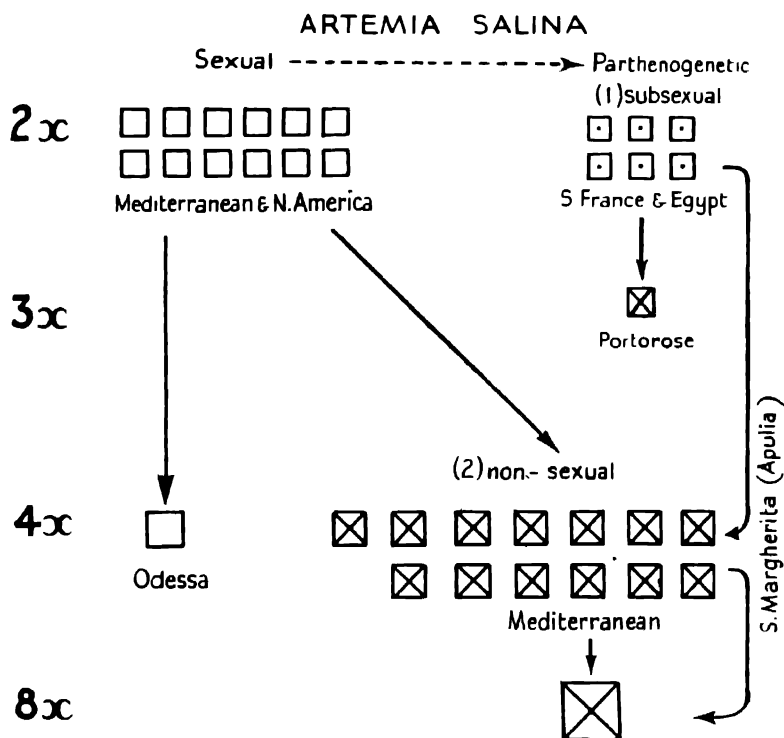 ARTEMIA SALINA
Sexual
Parthenogenetic
(1) subsexual
2x
Mediterranean & N. America
S France & Egypt
3x
Portorose
(2) non-sexual
4x
Odessa
Mediterranean
S. Margherita (Apulia)
8x